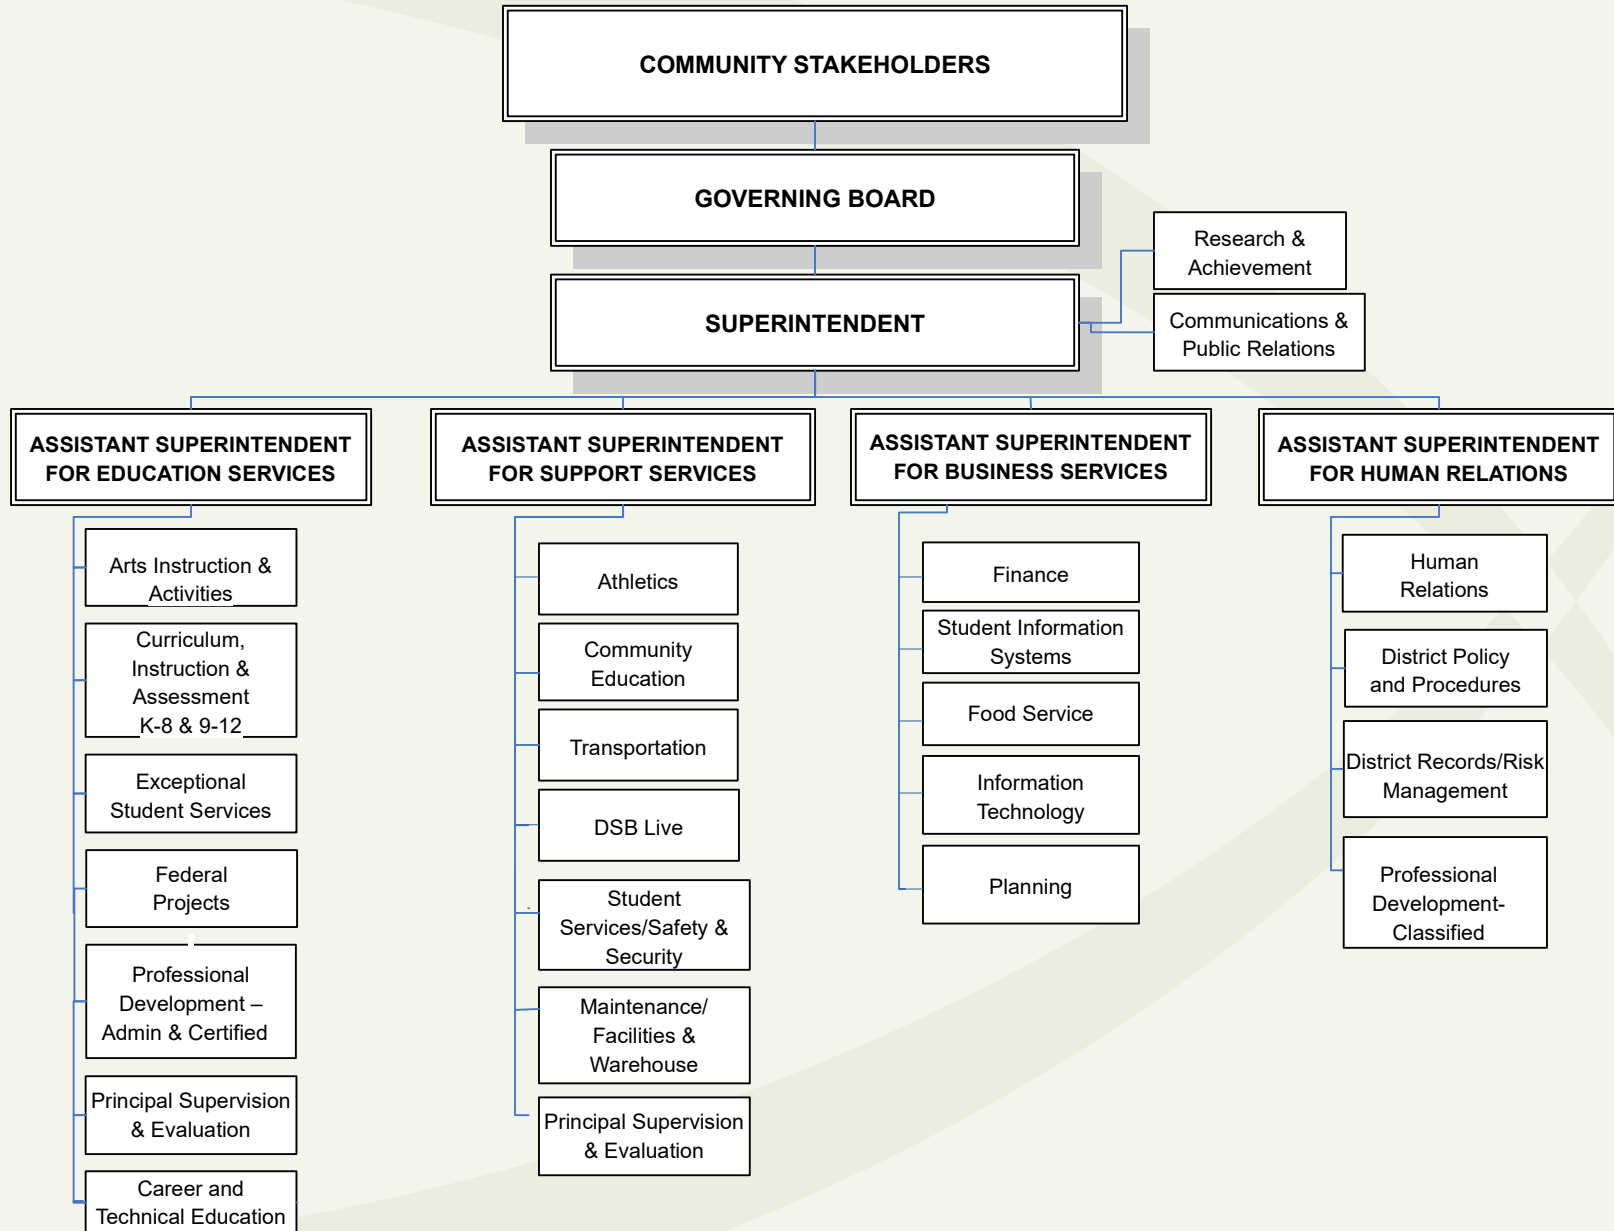 COMMUNITY STAKEHOLDERS
GOVERNING BOARD
SUPERINTENDENT
Research &
Achievement
Communications &
Public Relations
ASSISTANT SUPERINTENDENT
FOR EDUCATION SERVICES
Arts Instruction &
Activities
Curriculum,
Instruction &
Assessment
K-8 & 9-12
Exceptional
Student Services
Federal
Projects
Professional
Development –
Admin & Certified
Principal Supervision
& Evaluation
Career and
Technical Education
ASSISTANT SUPERINTENDENT
FOR SUPPORT SERVICES
Athletics
Community
Education
Transportation
DSB Live
Student
Services/Safety &
Security
Maintenance/
Facilities &
Warehouse
Principal Supervision
& Evaluation
ASSISTANT SUPERINTENDENT
FOR BUSINESS SERVICES
Finance
Student Information
Systems
Food Service
Information
Technology
Planning
ASSISTANT SUPERINTENDENT
FOR HUMAN RELATIONS
Human
Relations
District Policy
and Procedures
District Records/Risk
Management
Professional
Development-
Classified